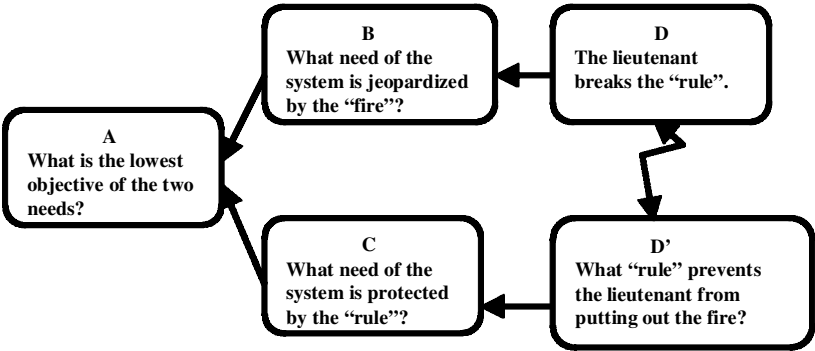 A
What is the lowest
objective of the two
needs?
B
What need of the
system is jeopardized
by the “fire”?
C
What need of the
system is protected
by the “rule”?
D
The lieutenant
breaks the “rule”.
D’
What “rule” prevents
the lieutenant from
putting out the fire?